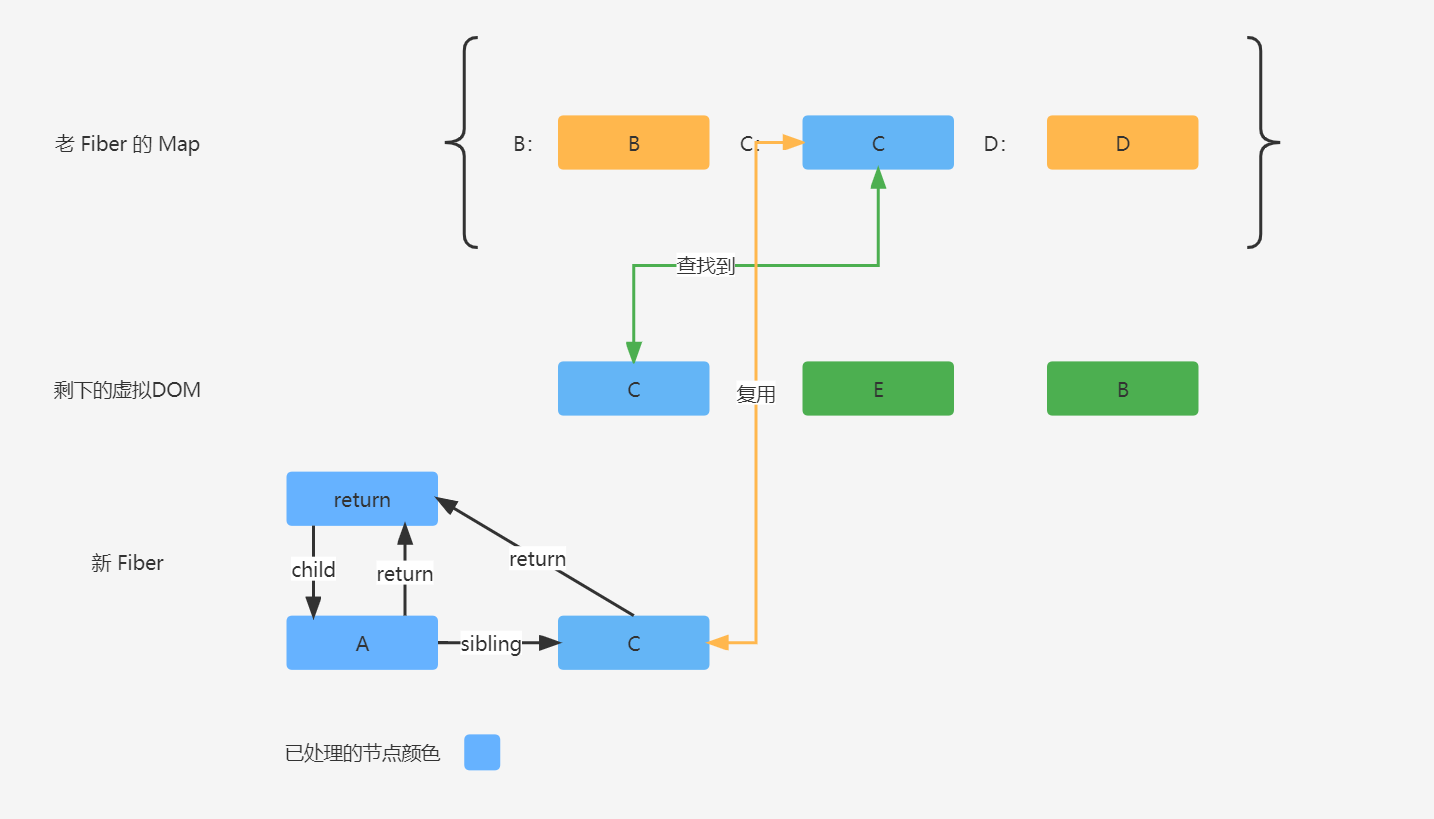 老 Fiber 的 Map
B：
B
C：
C
D：
D
查找到
剩下的虚拟DOM
C
复用
E
B
return
新 Fiber
child
return
return
A
sibling
C
已处理的节点颜色